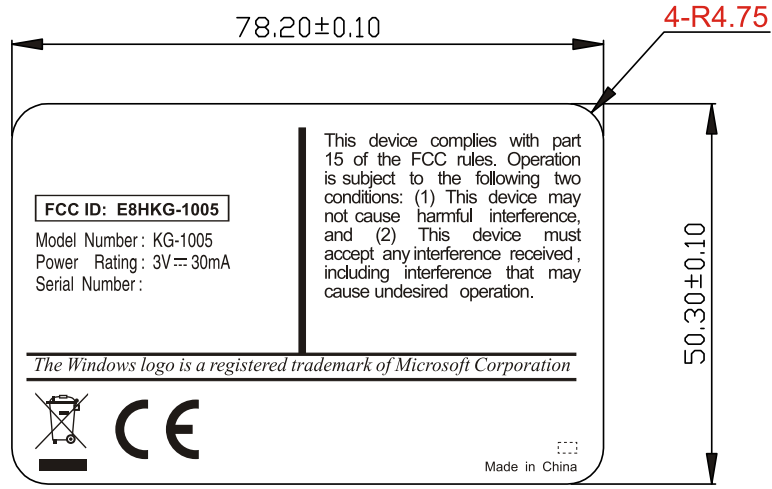 78.20±0.10
4-R4.75
FCC ID: E8HKG-1005
Model Number: KG-1005
Power Rating: 3V⎓30mA
Serial Number:
This device complies with part
15 of the FCC rules. Operation
is subject to the following two
conditions: (1) This device may
not cause harmful interference,
and (2) This device must
accept any interference received,
including interference that may
cause undesired operation.
50.30±0.10
The Windows logo is a registered trademark of Microsoft Corporation
CE
Made in China